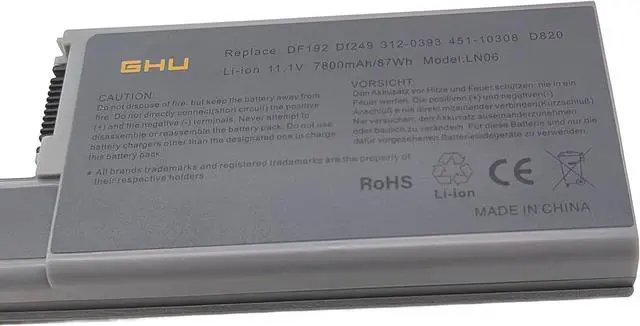 GHU
Replace DF192 Df249 312-0393 451-10308 D820
Li-ion 11.1V 7800mAh/87Wh Model:LN06
CAUTION:
Do not dispose of fire, but keep the battery away from
fire. Do not directly connection(short circuit) the positive
(+) and the negative (-) terminals. Never attempt to
disassemble or reassemble the battery pack. Do not use
battery chargers other than the designated one to change
this battery pack.
* All brands trademarks and registered trademarks are the property of
their respective holders.
VORSICHT:
Den Akkusatz vor Hitze und Feuer schützen, nie in ein
Feuer werfen. Die positiven (+) und negativen(-)
Anschluß nie direkt miteinander verbinden(Kurzschluß)
Nie versuchen, den Akkusatz auseinanderzunehmen
oder baulich zu verändern. Für diese Batterie sind nur die
dafür vorgesehenen Batterieladegeräte zu verwenden.
RoHS
Li-ion
CE
MADE IN CHINA